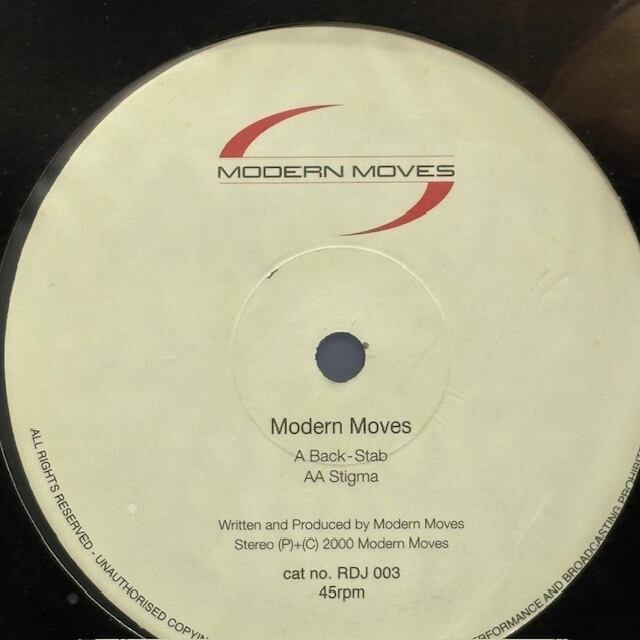 MODERN MOVES
Modern Moves
A Back-Stab
AA Stigma
Written and Produced by Modern Moves
Stereo (P)+(C) 2000 Modern Moves
cat no. RDJ 003
45rpm
ALL RIGHTS RESERVED - UNAUTHORISED
AND BROADCASTING